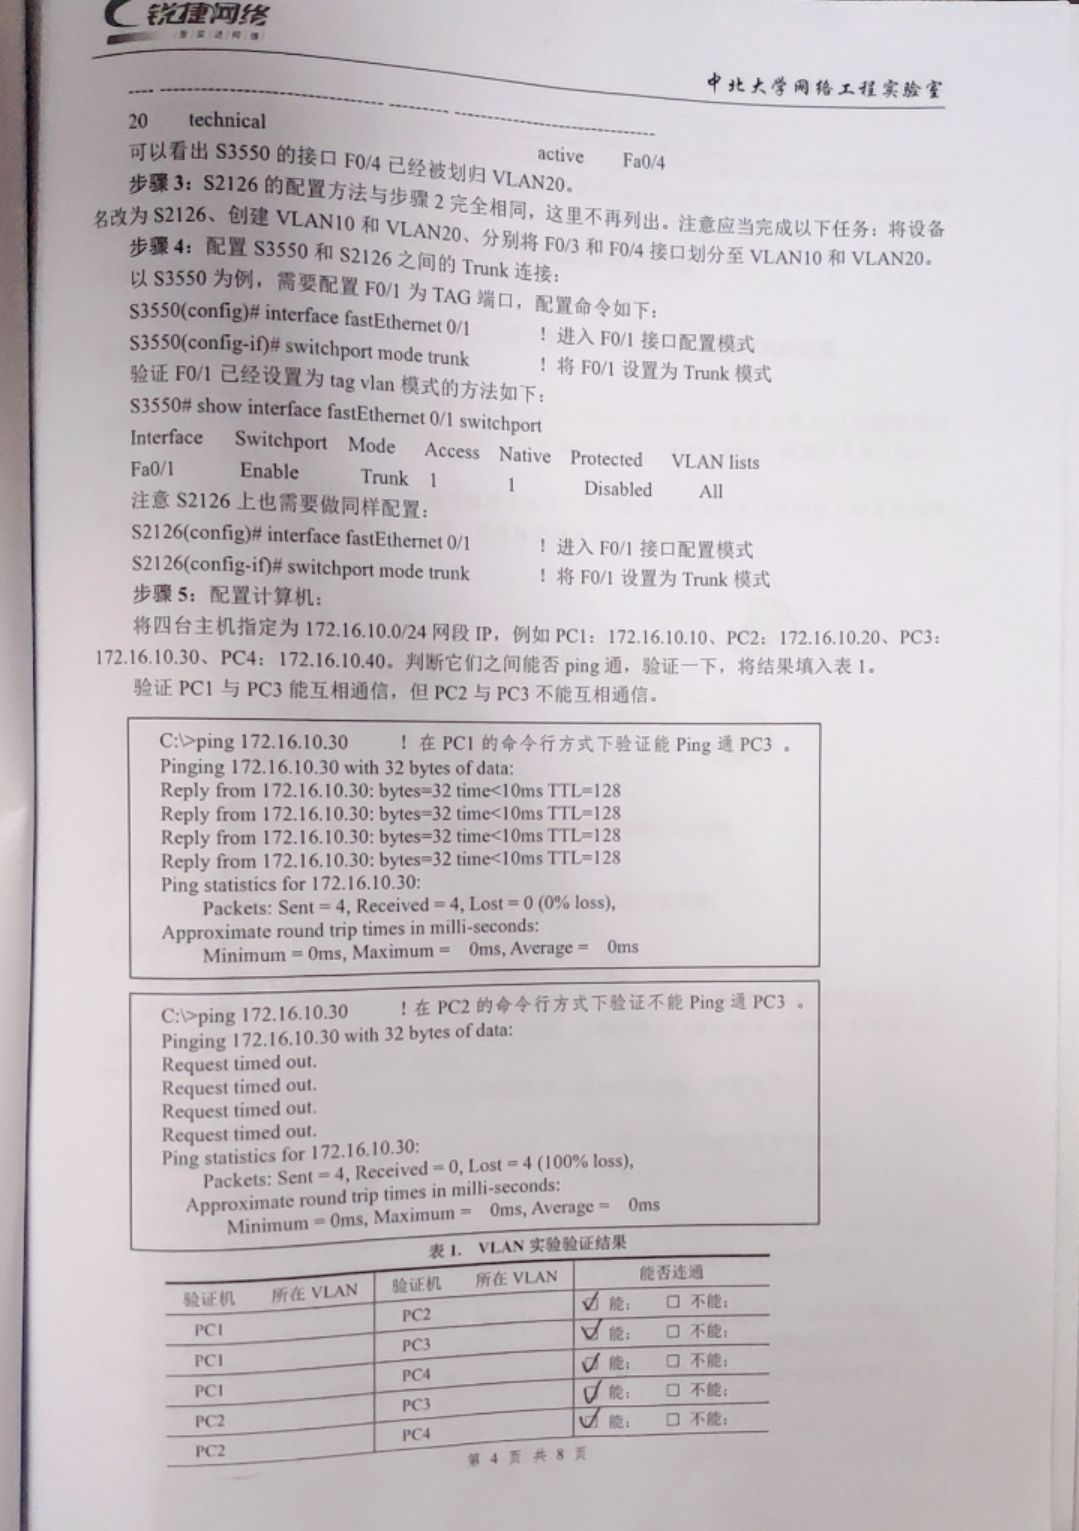 锐捷网络
中北大学网络工程实验室
20 technical active Fa0/4
可以看出 S3550 的接口 F0/4 已经被划归 VLAN20。
步骤 3：S2126 的配置方法与步骤 2 完全相同，这里不再列出。注意应当完成以下任务：将设备
名改为 S2126、创建 VLAN10 和 VLAN20、分别将 F0/3 和 F0/4 接口划分至 VLAN10 和 VLAN20。
步骤 4：配置 S3550 和 S2126 之间的 Trunk 连接：
以 S3550 为例，需要配置 F0/1 为 TAG 端口，配置命令如下：
S3550(config)# interface fastEthernet 0/1 ！进入 F0/1 接口配置模式
S3550(config-if)# switchport mode trunk ！将 F0/1 设置为 Trunk 模式
验证 F0/1 已经设置为 tag vlan 模式的方法如下：
S3550# show interface fastEthernet 0/1 switchport
Interface Switchport Mode Access Native Protected VLAN lists
Fa0/1 Enable Trunk 1 1 Disabled All
注意 S2126 上也需要做同样配置：
S2126(config)# interface fastEthernet 0/1 ！进入 F0/1 接口配置模式
S2126(config-if)# switchport mode trunk ！将 F0/1 设置为 Trunk 模式
步骤 5：配置计算机：
将四台主机指定为 172.16.10.0/24 网段 IP，例如 PC1：172.16.10.10、PC2：172.16.10.20、PC3：
172.16.10.30、PC4：172.16.10.40。判断它们之间能否 ping 通，验证一下，将结果填入表 1。
验证 PC1 与 PC3 能互相通信，但 PC2 与 PC3 不能互相通信。
C:\>ping 172.16.10.30 ！在 PC1 的命令行方式下验证能 Ping 通 PC3 。
Pinging 172.16.10.30 with 32 bytes of data:
Reply from 172.16.10.30: bytes=32 time<10ms TTL=128
Reply from 172.16.10.30: bytes=32 time<10ms TTL=128
Reply from 172.16.10.30: bytes=32 time<10ms TTL=128
Reply from 172.16.10.30: bytes=32 time<10ms TTL=128
Ping statistics for 172.16.10.30:
Packets: Sent = 4, Received = 4, Lost = 0 (0% loss),
Approximate round trip times in milli-seconds:
Minimum = 0ms, Maximum = 0ms, Average = 0ms
C:\>ping 172.16.10.30 ！在 PC2 的命令行方式下验证不能 Ping 通 PC3 。
Pinging 172.16.10.30 with 32 bytes of data:
Request timed out.
Request timed out.
Request timed out.
Request timed out.
Ping statistics for 172.16.10.30:
Packets: Sent = 4, Received = 0, Lost = 4 (100% loss),
Approximate round trip times in milli-seconds:
Minimum = 0ms, Maximum = 0ms, Average = 0ms
表 1. VLAN 实验验证结果
验证机 所在 VLAN 验证机 所在 VLAN 能否连通
PC1 PC2 ☑ 能； □ 不能；
PC1 PC3 ☑ 能； □ 不能；
PC1 PC4 ☑ 能； □ 不能；
PC2 PC3 ☑ 能； □ 不能；
PC2 PC4 ☑ 能； □ 不能；
第 4 页 共 8 页